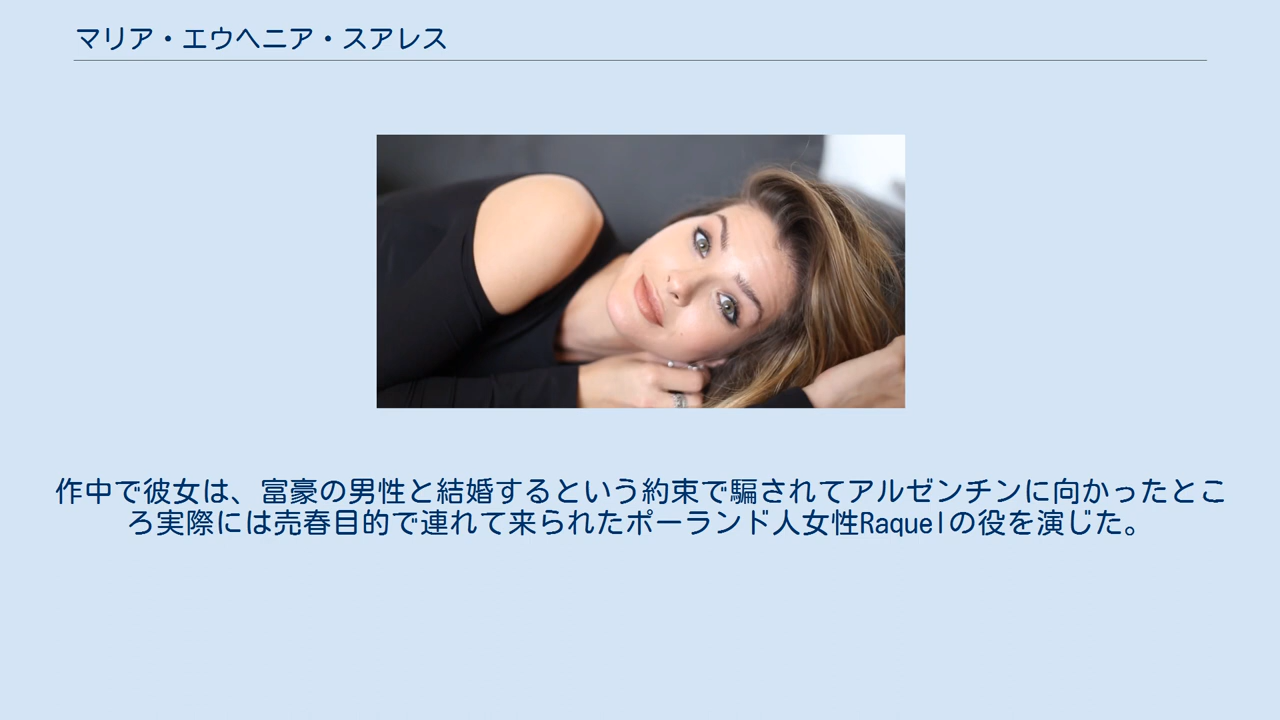 マリア・エウヘニア・スアレス
作中で彼女は、富豪の男性と結婚するという約束で騙されてアルゼンチンに向かったとこ
ろ実際には売春目的で連れて来られたポーランド人女性Raquelの役を演じた。